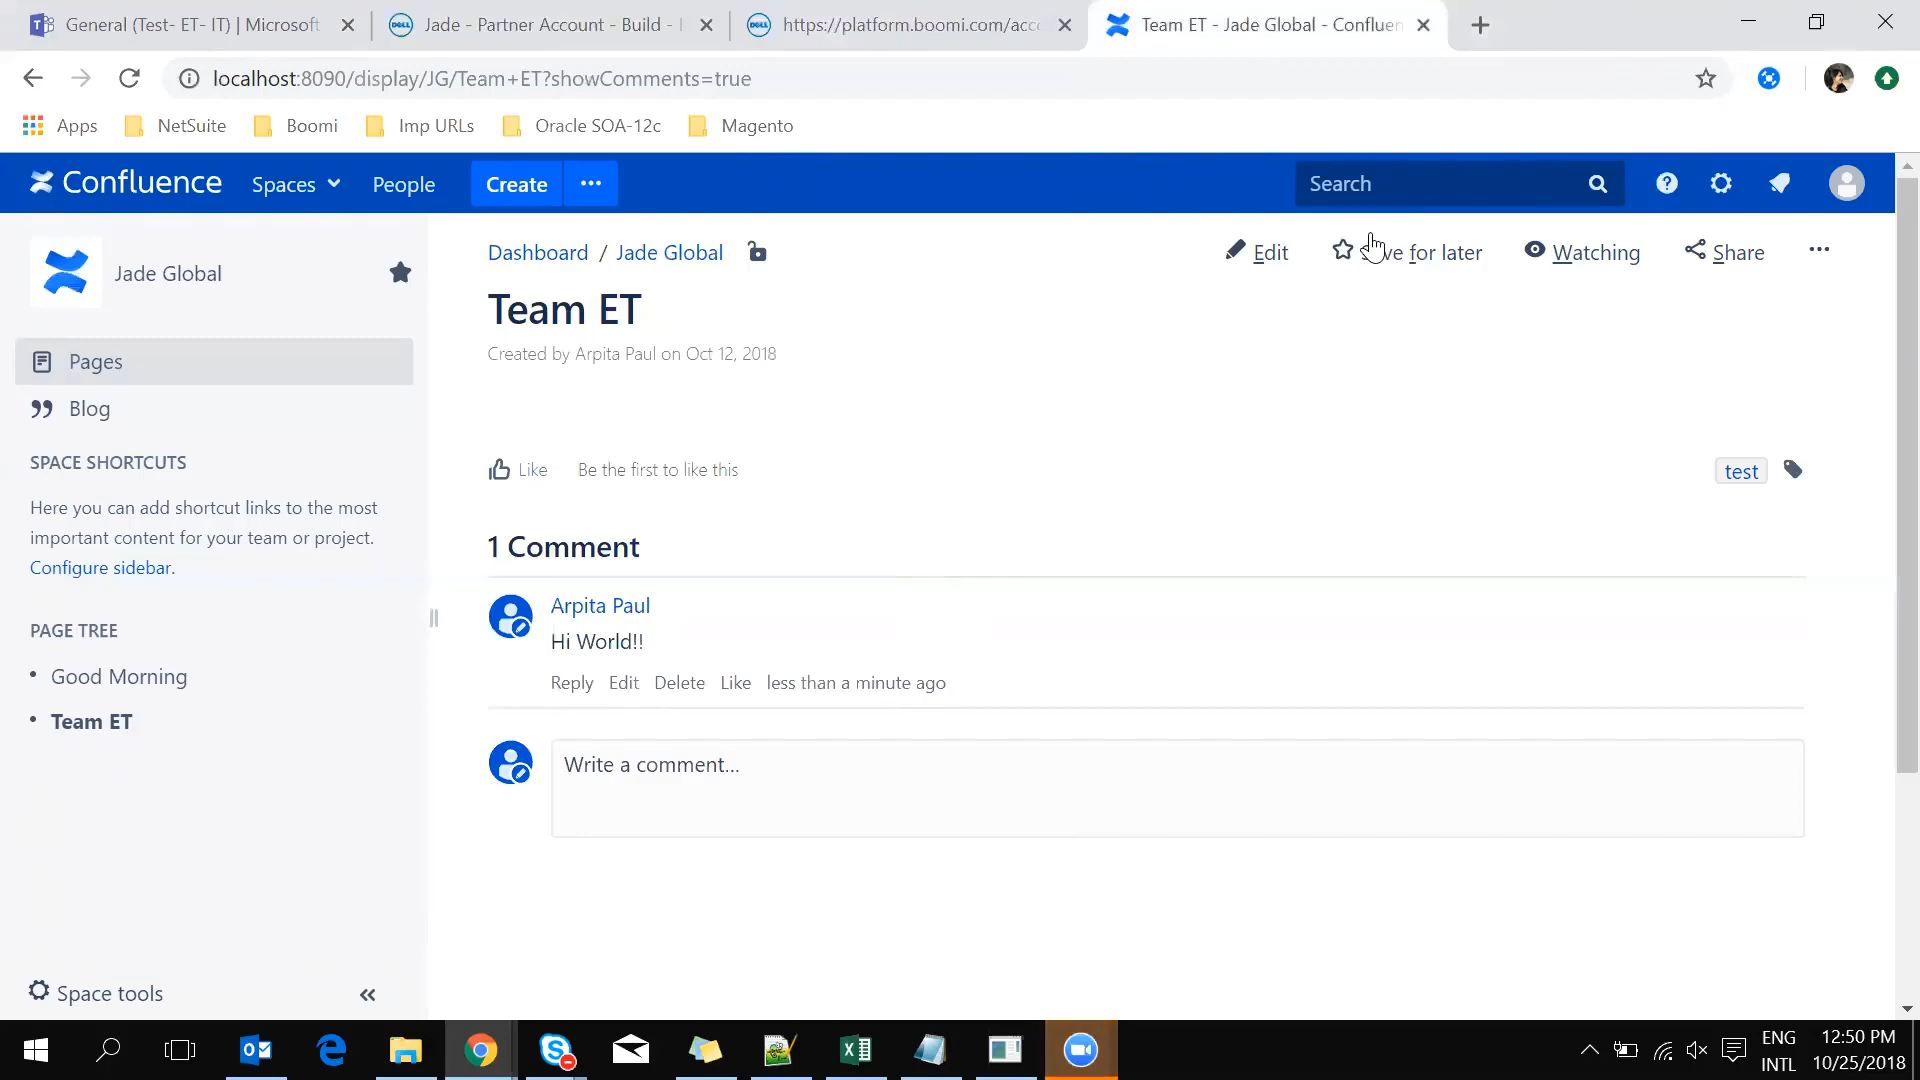 General (Test- ET- IT) | Microsoft
Jade - Partner Account - Build -
https://platform.boomi.com/acc
Team ET - Jade Global - Confluen
localhost:8090/display/JG/Team+ET?showComments=true
Apps NetSuite Boomi Imp URLs Oracle SOA-12c Magento
Confluence Spaces People Create ••• Search
Jade Global
Dashboard / Jade Global
Edit for later Watching Share •••
Team ET
Created by Arpita Paul on Oct 12, 2018
Pages
Blog
SPACE SHORTCUTS
Here you can add shortcut links to the most
important content for your team or project.
Configure sidebar.
PAGE TREE
• Good Morning
• Team ET
Space tools
Like Be the first to like this
test
1 Comment
Arpita Paul
Hi World!!
Reply Edit Delete Like less than a minute ago
Write a comment...
ENG
INTL
12:50 PM
10/25/2018